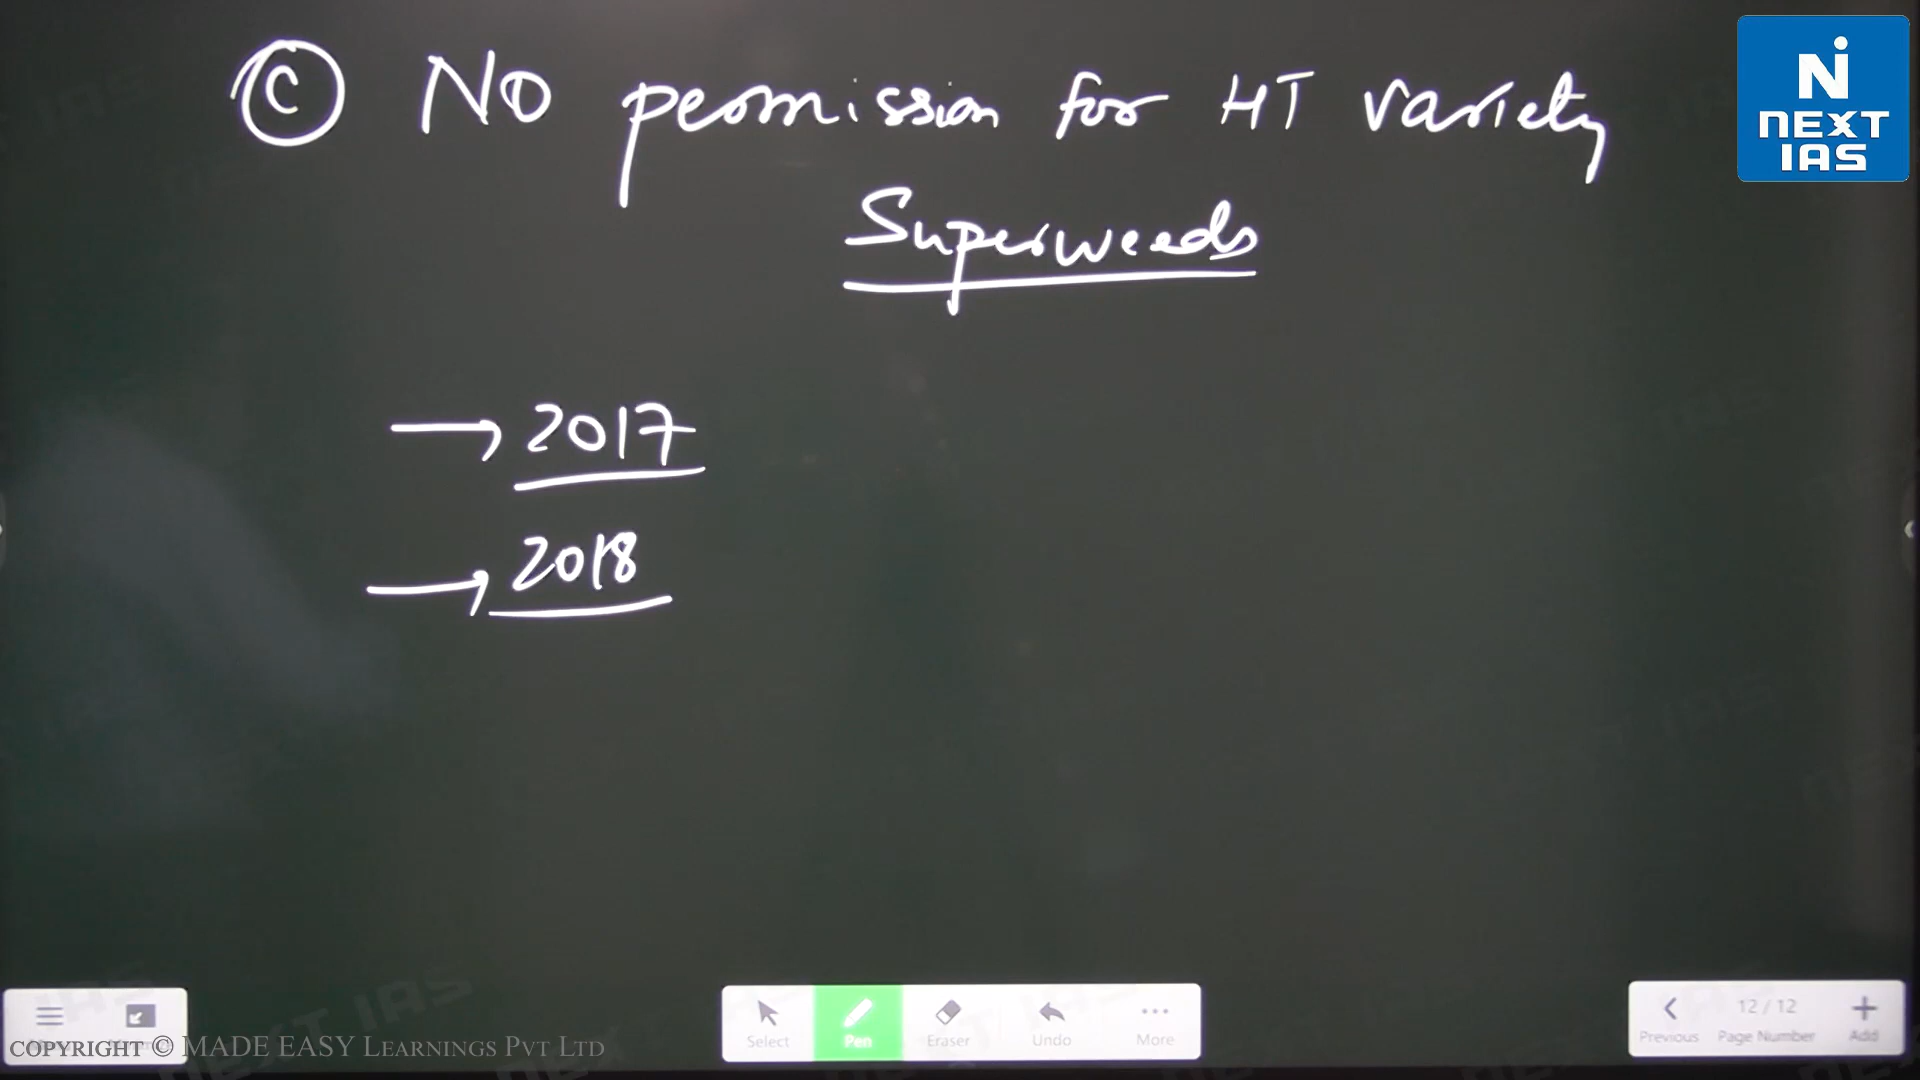 Ⓒ NO permission for HT variety
Superweeds
→ 2017
→ 2018
NEXT
IAS
Select
Pen
Eraser
Undo
More
Previous
12 / 12
Page Number
Add
COPYRIGHT © MADE EASY LEARNINGS PVT LTD